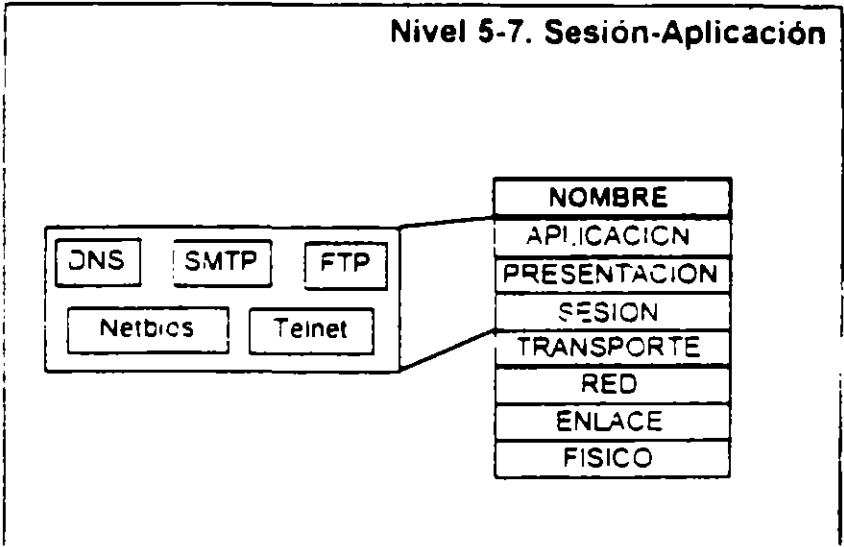 Nivel 5-7. Sesión-Aplicación
NOMBRE
APLICACION
DNS SMTP FTP
PRESENTACION
SESION
Netbios Telnet
TRANSPORTE
RED
ENLACE
FISICO